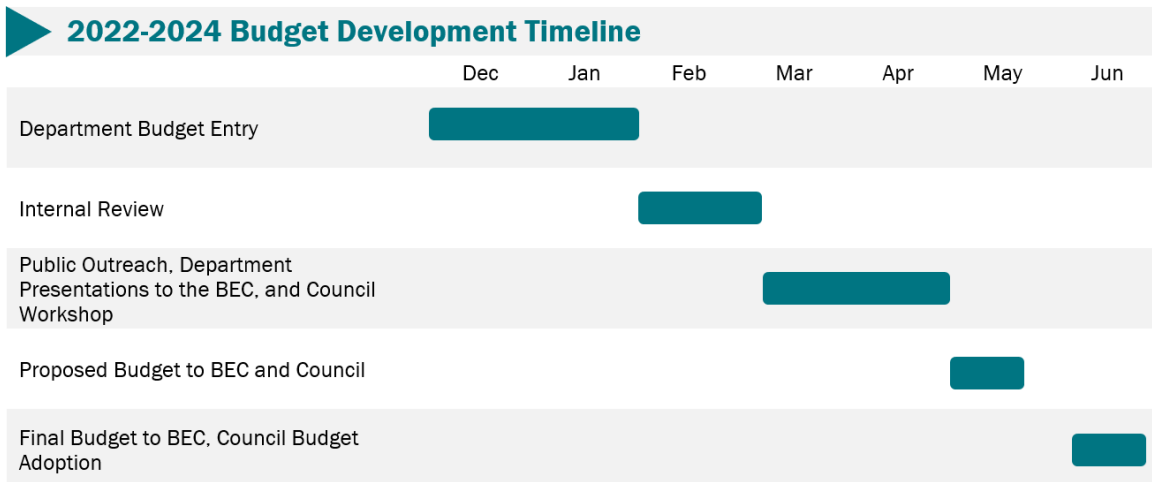 2022-2024 Budget Development Timeline
Dec Jan Feb Mar Apr May Jun
Department Budget Entry
Internal Review
Public Outreach, Department
Presentations to the BEC, and Council
Workshop
Proposed Budget to BEC and Council
Final Budget to BEC, Council Budget
Adoption